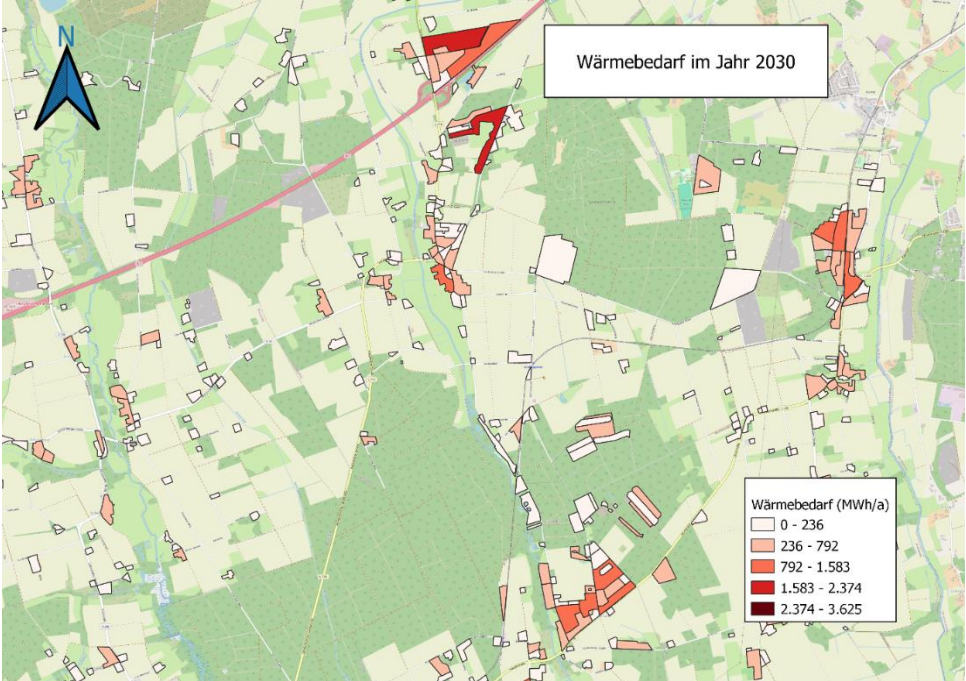 N
Wärmebedarf im Jahr 2030
Wärmebedarf (MWh/a)
0 - 236
236 - 792
792 - 1.583
1.583 - 2.374
2.374 - 3.625